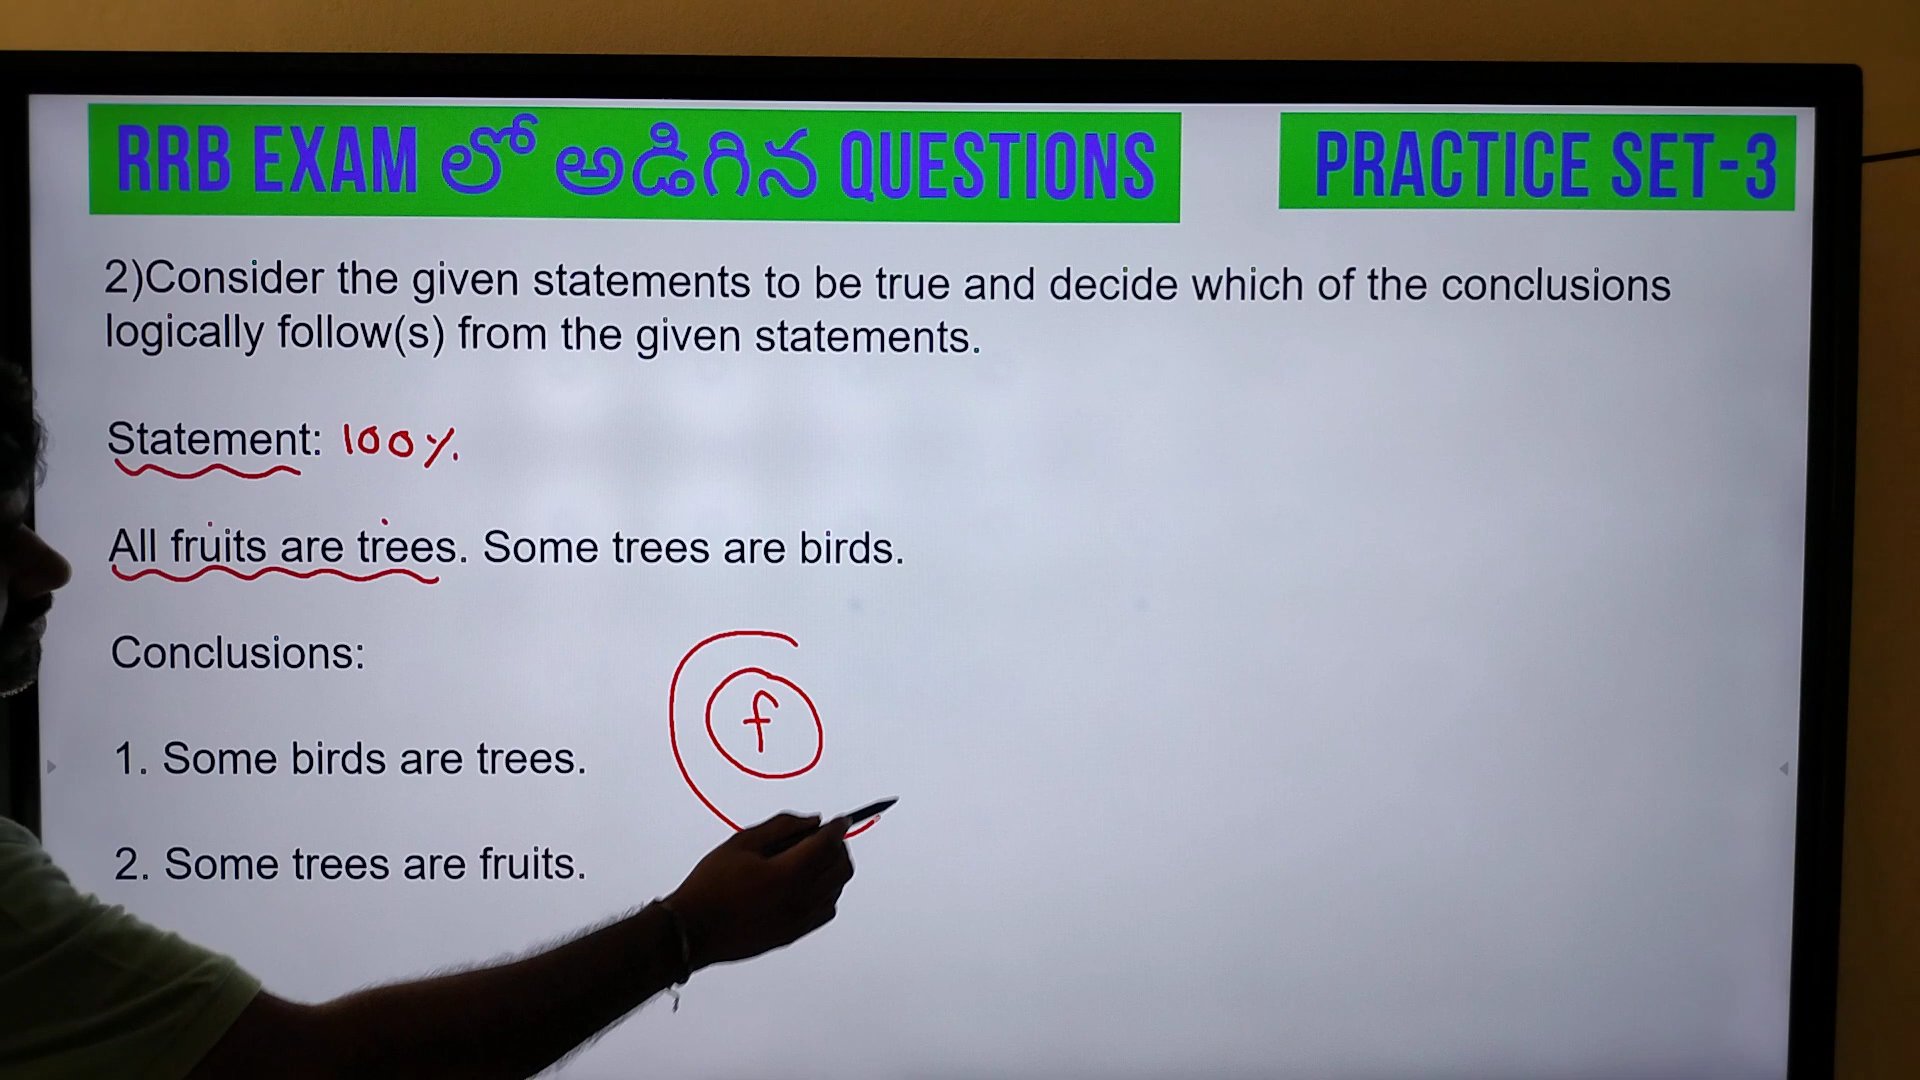 RRB EXAM లో అడిగిన QUESTIONS
PRACTICE SET-3
2)Consider the given statements to be true and decide which of the conclusions
logically follow(s) from the given statements.
Statement: 100%.
All fruits are trees. Some trees are birds.
Conclusions:
f
1. Some birds are trees.
2. Some trees are fruits.